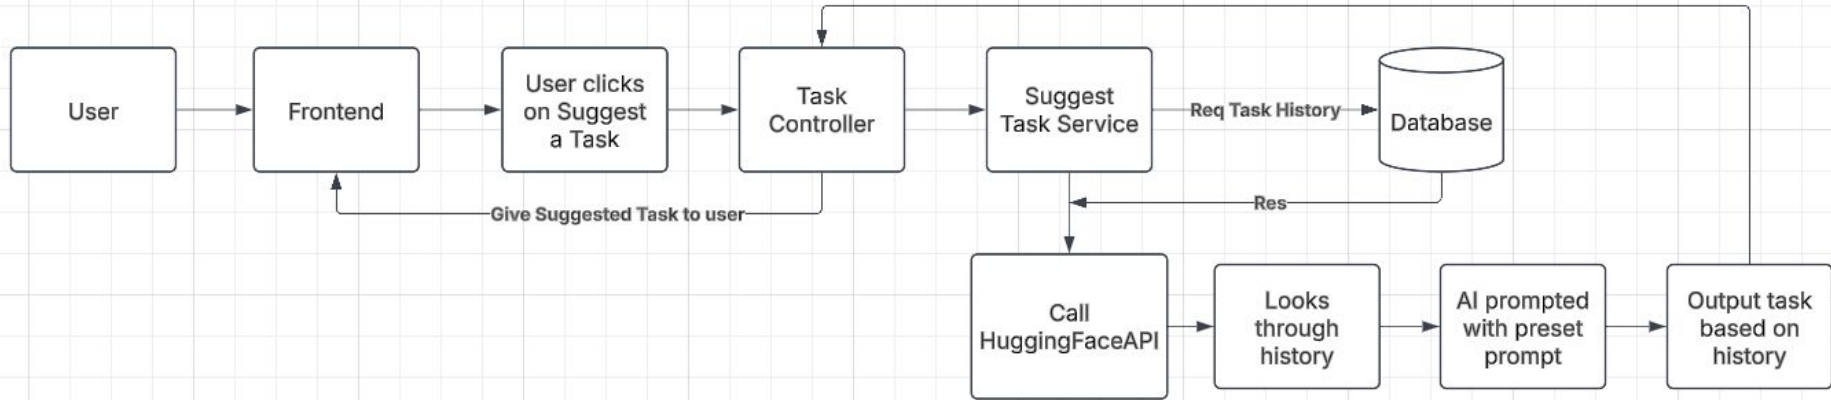 User
Frontend
User clicks
on Suggest
a Task
Task
Controller
Suggest
Task Service
Req Task History
Database
Give Suggested Task to user
Res
Call
HuggingFaceAPI
Looks
through
history
AI prompted
with preset
prompt
Output task
based on
history